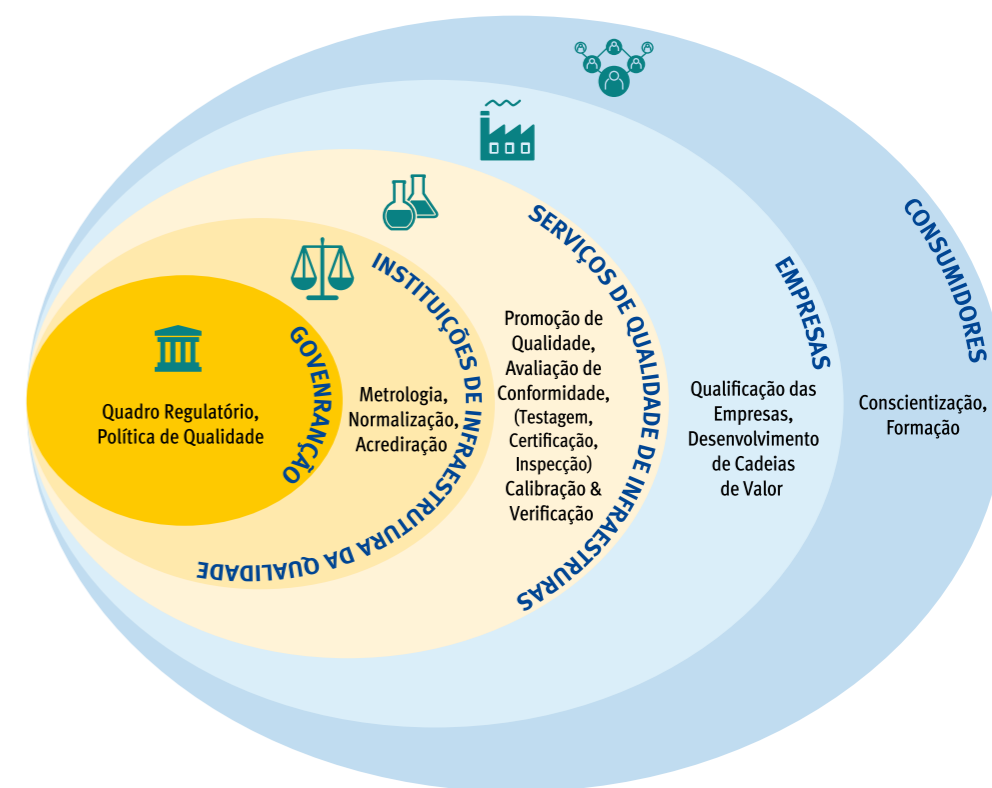 Quadro Regulatório,
Política de Qualidade
GOVENRANÇÃO
Metrologia,
Normalização,
Acrediração
INSTITUIÇÕES DE INFRAESTRUTURA DA QUALIDADE
Promoção de
Qualidade,
Avaliação de
Conformidade,
(Testagem,
Certificação,
Inspecção)
Calibração &
Verificação
SERVIÇOS DE QUALIDADE DE INFRAESTRURAS
Qualificação das
Empresas,
Desenvolvimento
de Cadeias
de Valor
EMPRESAS
Conscientização,
Formação
CONSUMIDORES